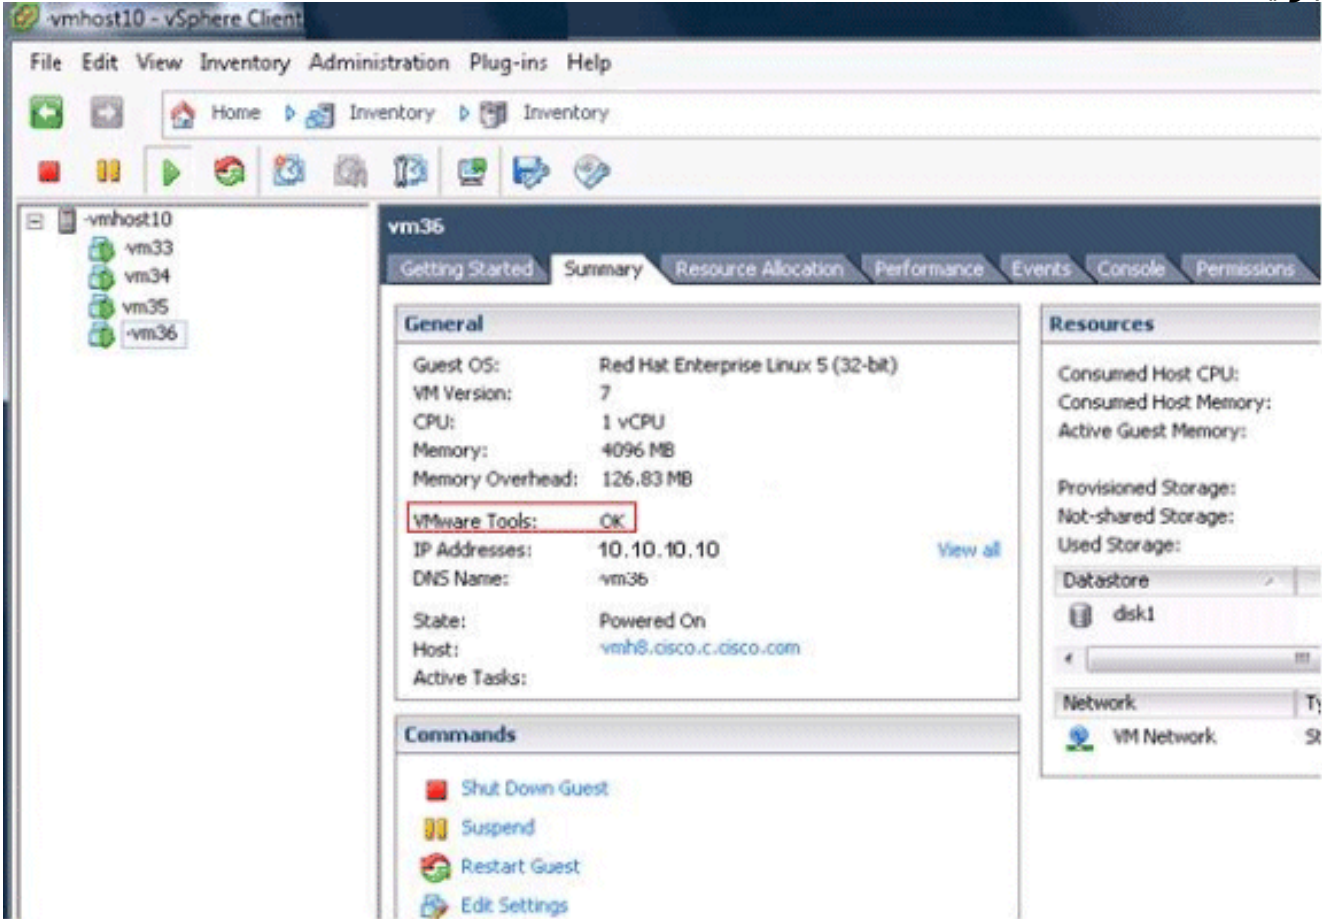 vmhost10 - vSphere Client
File Edit View Inventory Administration Plug-ins Help
Home Inventory Inventory
-vmhost10
-vm33
vm34
vm35
-vm36
vm36
Getting Started Summary Resource Allocation Performance Events Console Permissions
General
Guest OS: Red Hat Enterprise Linux 5 (32-bit)
VM Version: 7
CPU: 1 vCPU
Memory: 4096 MB
Memory Overhead: 126.83 MB
VMware Tools: OK
IP Addresses: 10.10.10.10 View all
DNS Name: -vm36
State: Powered On
Host: vmh8.cisco.c.cisco.com
Active Tasks:
Commands
Shut Down Guest
Suspend
Restart Guest
Edit Settings
Resources
Consumed Host CPU:
Consumed Host Memory:
Active Guest Memory:
Provisioned Storage:
Not-shared Storage:
Used Storage:
Datastore
disk1
Network
VM Network